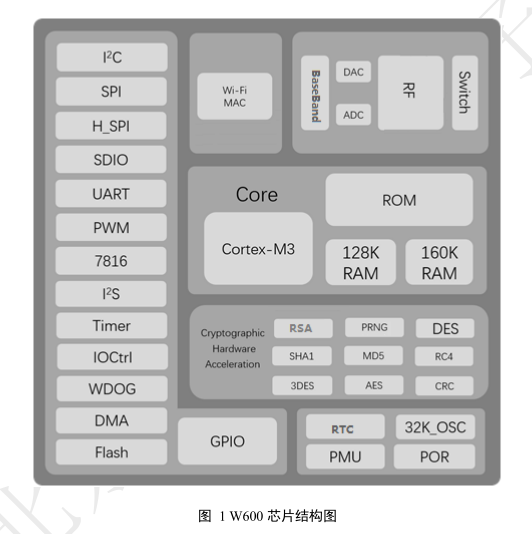 I²C
SPI
H_SPI
SDIO
UART
PWM
7816
I²S
Timer
IOCtrl
WDOG
DMA
Flash
GPIO
Wi-Fi
MAC
BaseBand
DAC
ADC
RF
Switch
Core
Cortex-M3
ROM
128K
RAM
160K
RAM
Cryptographic
Hardware
Acceleration
RSA
PRNG
DES
SHA1
MD5
RC4
3DES
AES
CRC
RTC
32K_OSC
PMU
POR
图 1 W600 芯片结构图